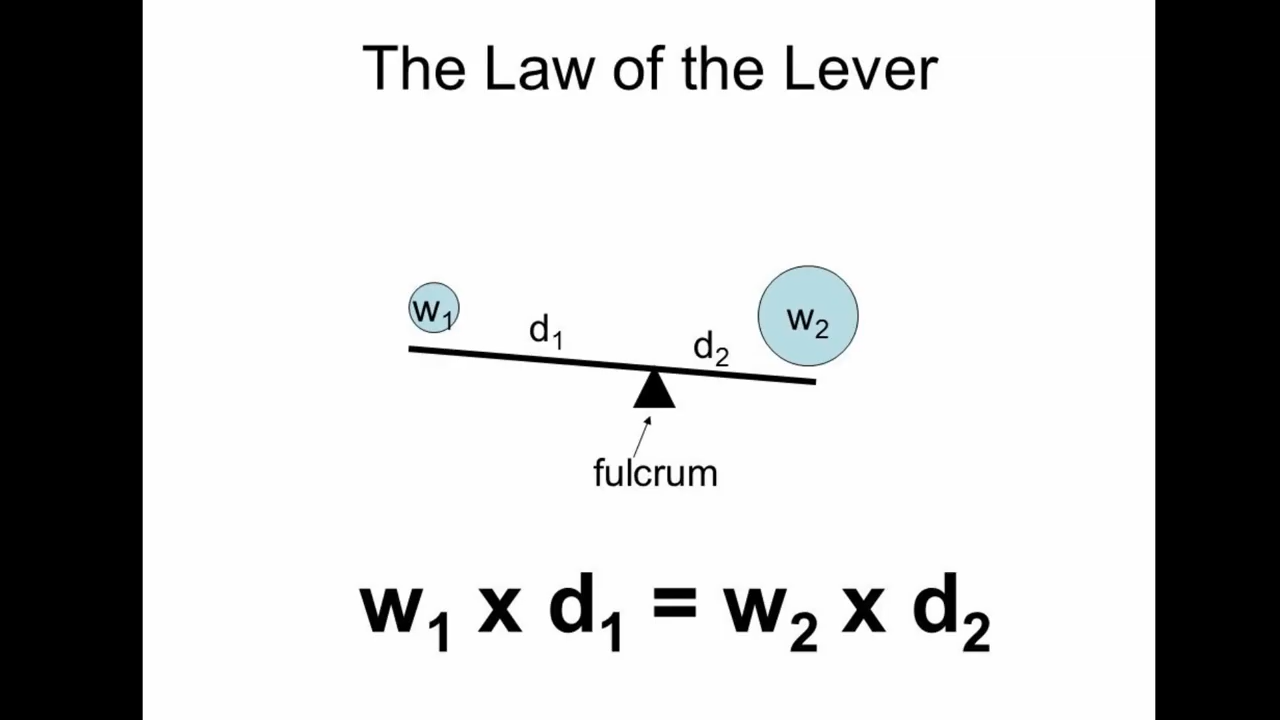 The Law of the Lever
w₁
d₁
d₂
w₂
fulcrum
w₁ x d₁ = w₂ x d₂